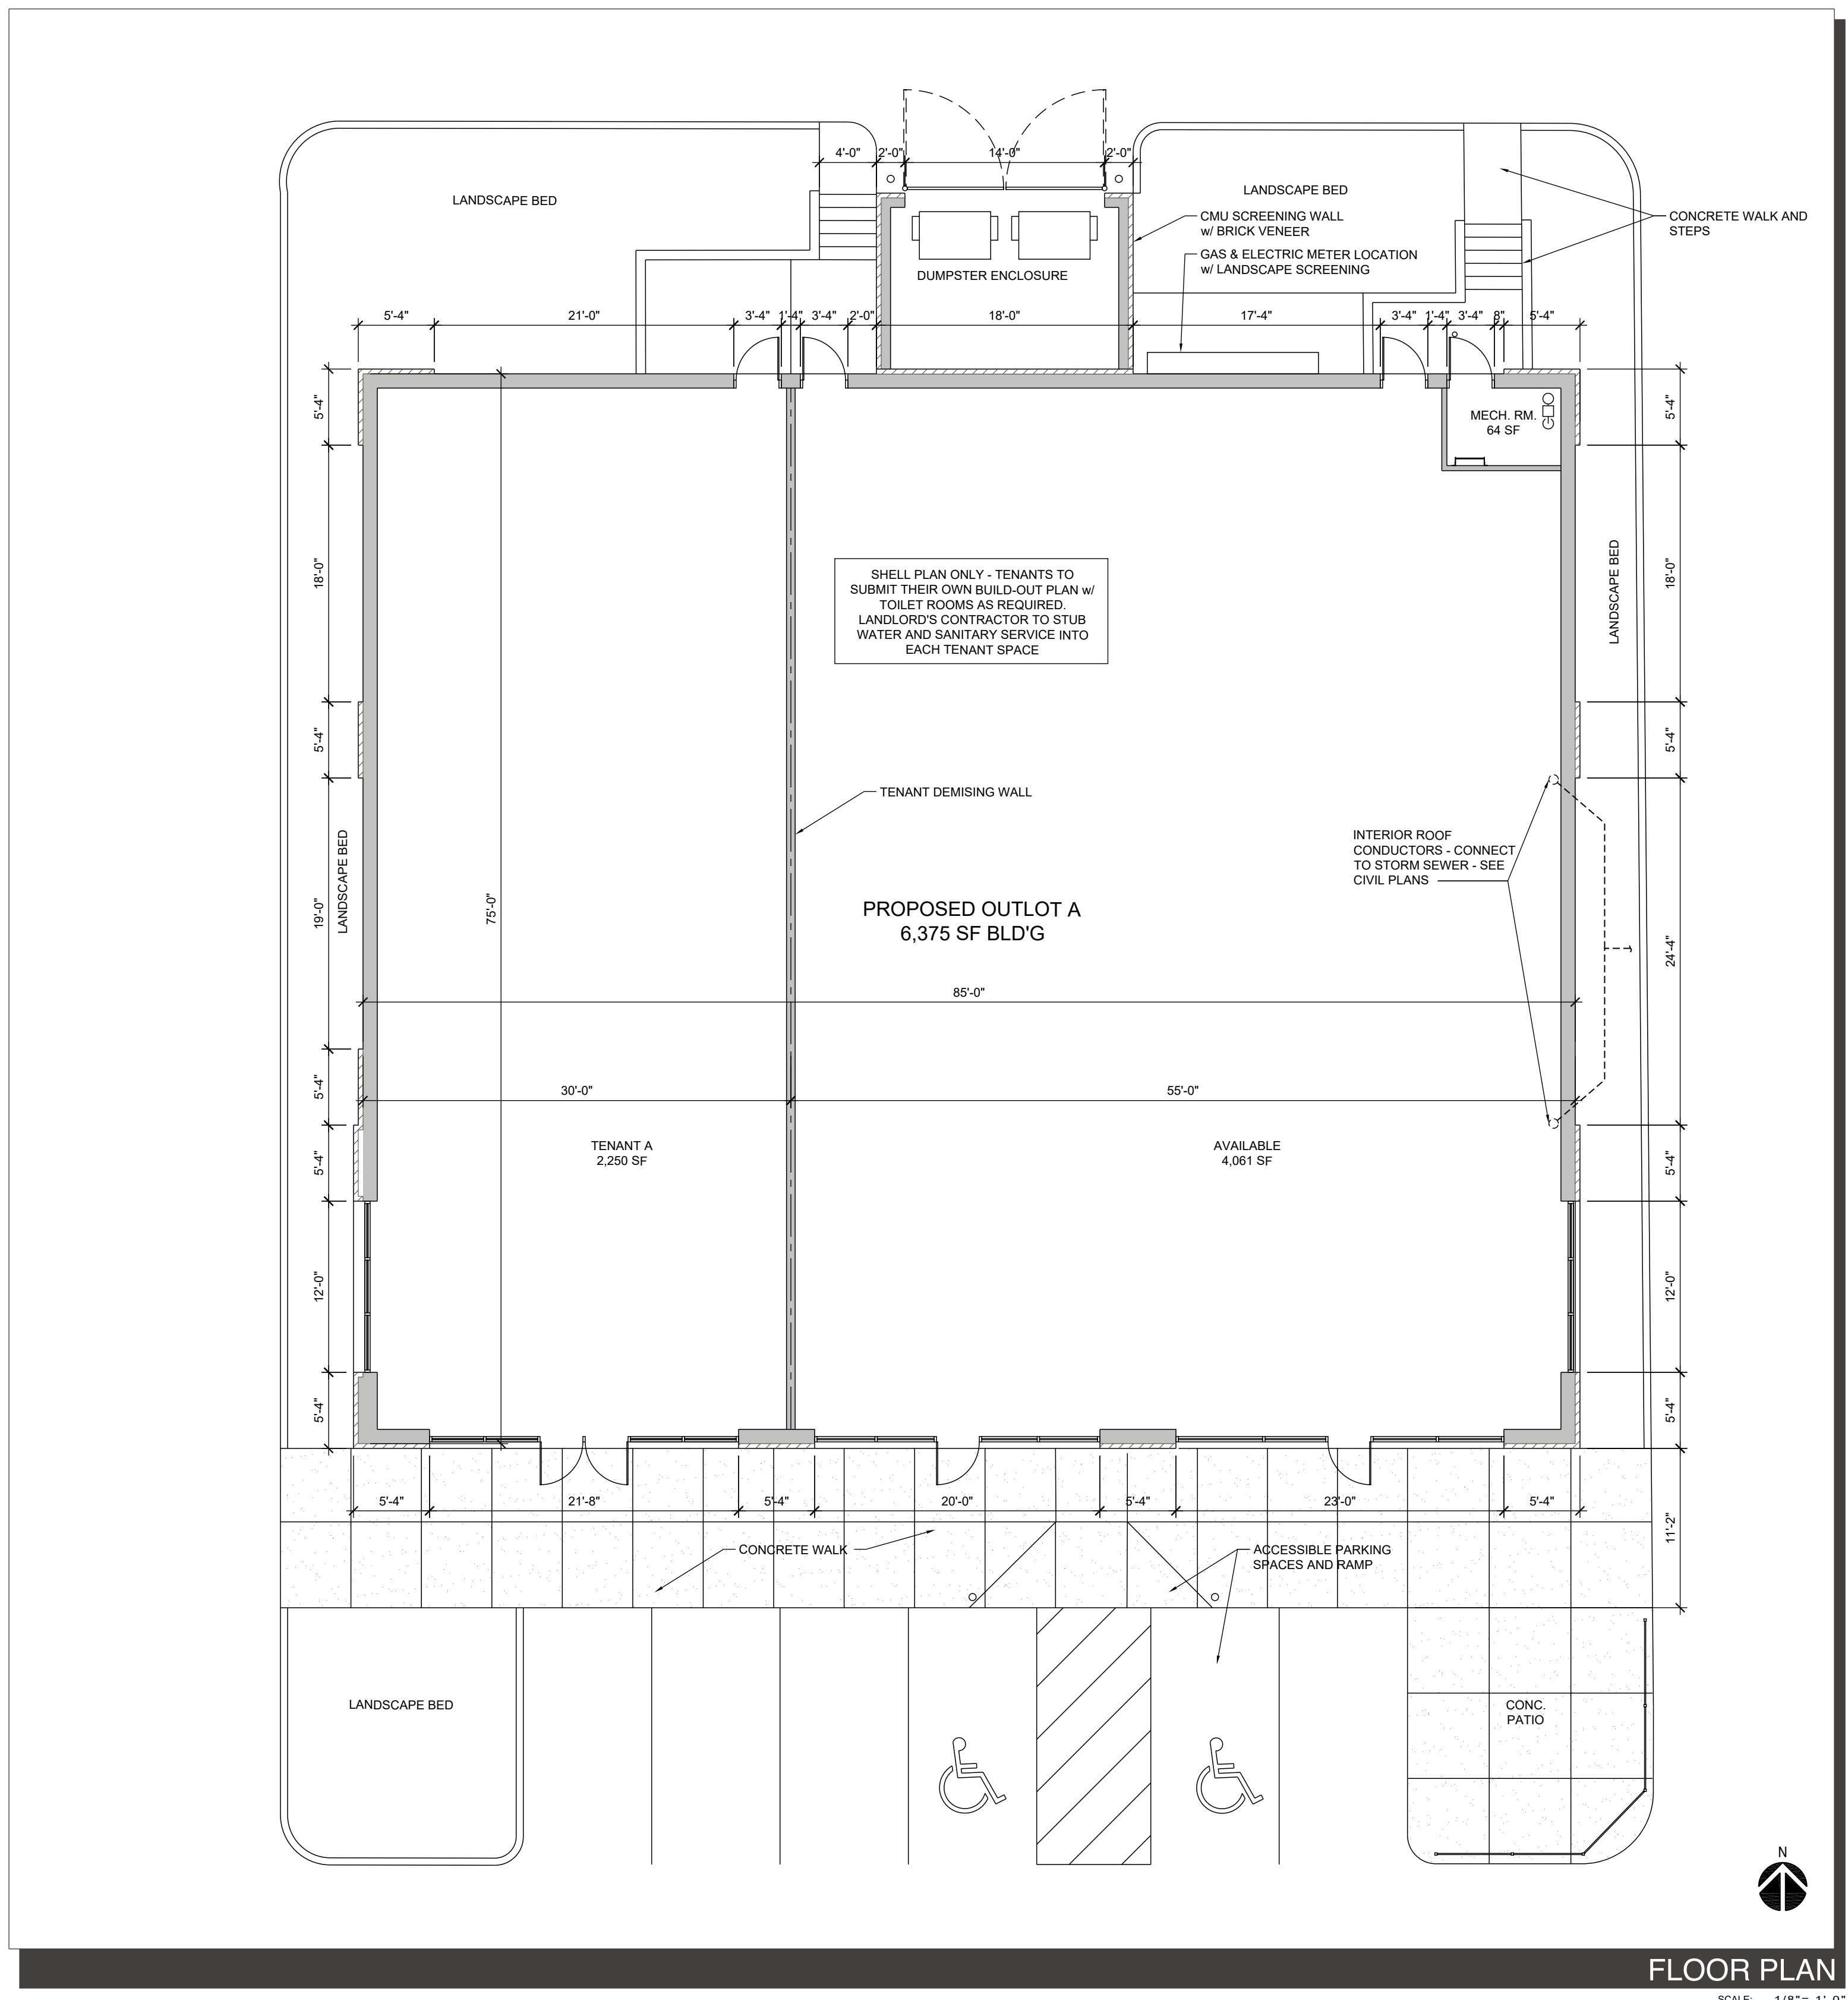 4'-0"
2'-0"
14'-0"
2'-0"
LANDSCAPE BED
LANDSCAPE BED
CMU SCREENING WALL
w/ BRICK VENEER
CONCRETE WALK AND
STEPS
GAS & ELECTRIC METER LOCATION
w/ LANDSCAPE SCREENING
DUMPSTER ENCLOSURE
5'-4"
21'-0"
3'-4"
1'-4"
3'-4"
2'-0"
18'-0"
17'-4"
3'-4"
1'-4"
3'-4"
8"
5'-4"
5'-4"
5'-4"
MECH. RM.
64 SF
G
18'-0"
SHELL PLAN ONLY - TENANTS TO
SUBMIT THEIR OWN BUILD-OUT PLAN w/
TOILET ROOMS AS REQUIRED.
LANDLORD'S CONTRACTOR TO STUB
WATER AND SANITARY SERVICE INTO
EACH TENANT SPACE
LANDSCAPE BED
18'-0"
5'-4"
5'-4"
TENANT DEMISING WALL
INTERIOR ROOF
CONDUCTORS - CONNECT
TO STORM SEWER - SEE
CIVIL PLANS
19'-0"
LANDSCAPE BED
75'-0"
PROPOSED OUTLOT A
6,375 SF BLD'G
24'-4"
85'-0"
5'-4"
30'-0"
55'-0"
5'-4"
TENANT A
2,250 SF
AVAILABLE
4,061 SF
5'-4"
12'-0"
12'-0"
5'-4"
5'-4"
5'-4"
21'-8"
5'-4"
20'-0"
5'-4"
23'-0"
5'-4"
11'-2"
CONCRETE WALK
ACCESSIBLE PARKING
SPACES AND RAMP
LANDSCAPE BED
CONC.
PATIO
N
FLOOR PLAN
SCALE: 1/8"= 1'-0"